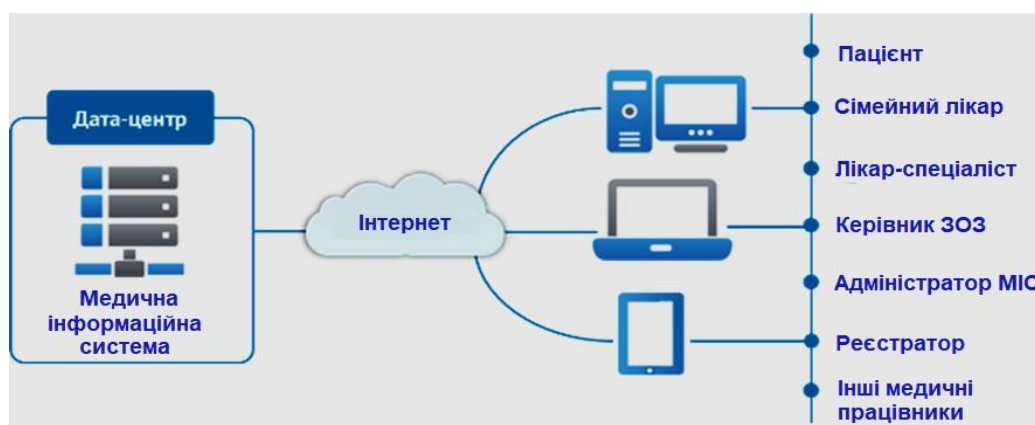 Дата-центр
Медична
інформаційна
система
Інтернет
Пацієнт
Сімейний лікар
Лікар-спеціаліст
Керівник ЗОЗ
Адміністратор МІС
Реєстратор
Інші медичні
працівники